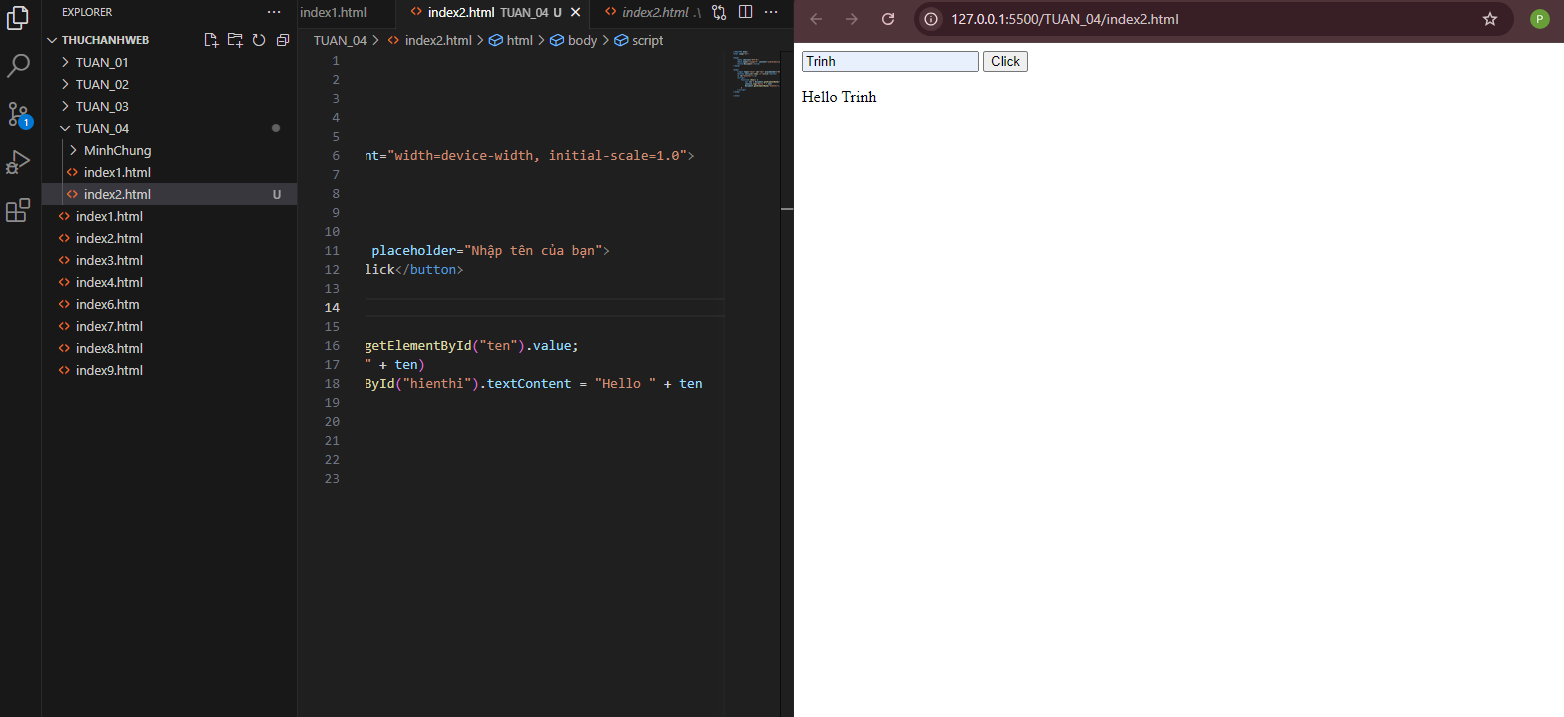 EXPLORER
THUCHANHWEB
TUAN_01
TUAN_02
TUAN_03
TUAN_04
MinhChung
index1.html
index2.html U
index1.html
index2.html
index3.html
index4.html
index6.htm
index7.html
index8.html
index9.html
1
index1.html
index2.html TUAN_04 U
index2.html .\
TUAN_04 > index2.html > html > body > script
1
2
3
4
5
6 nt="width=device-width, initial-scale=1.0">
7
8
9
10
11 placeholder="Nhập tên của bạn">
12 lick</button>
13
14
15
16 getElementById("ten").value;
17 " + ten)
18 ById("hienthi").textContent = "Hello " + ten
19
20
21
22
23
127.0.0.1:5500/TUAN_04/index2.html
P
Trinh Click
Hello Trinh